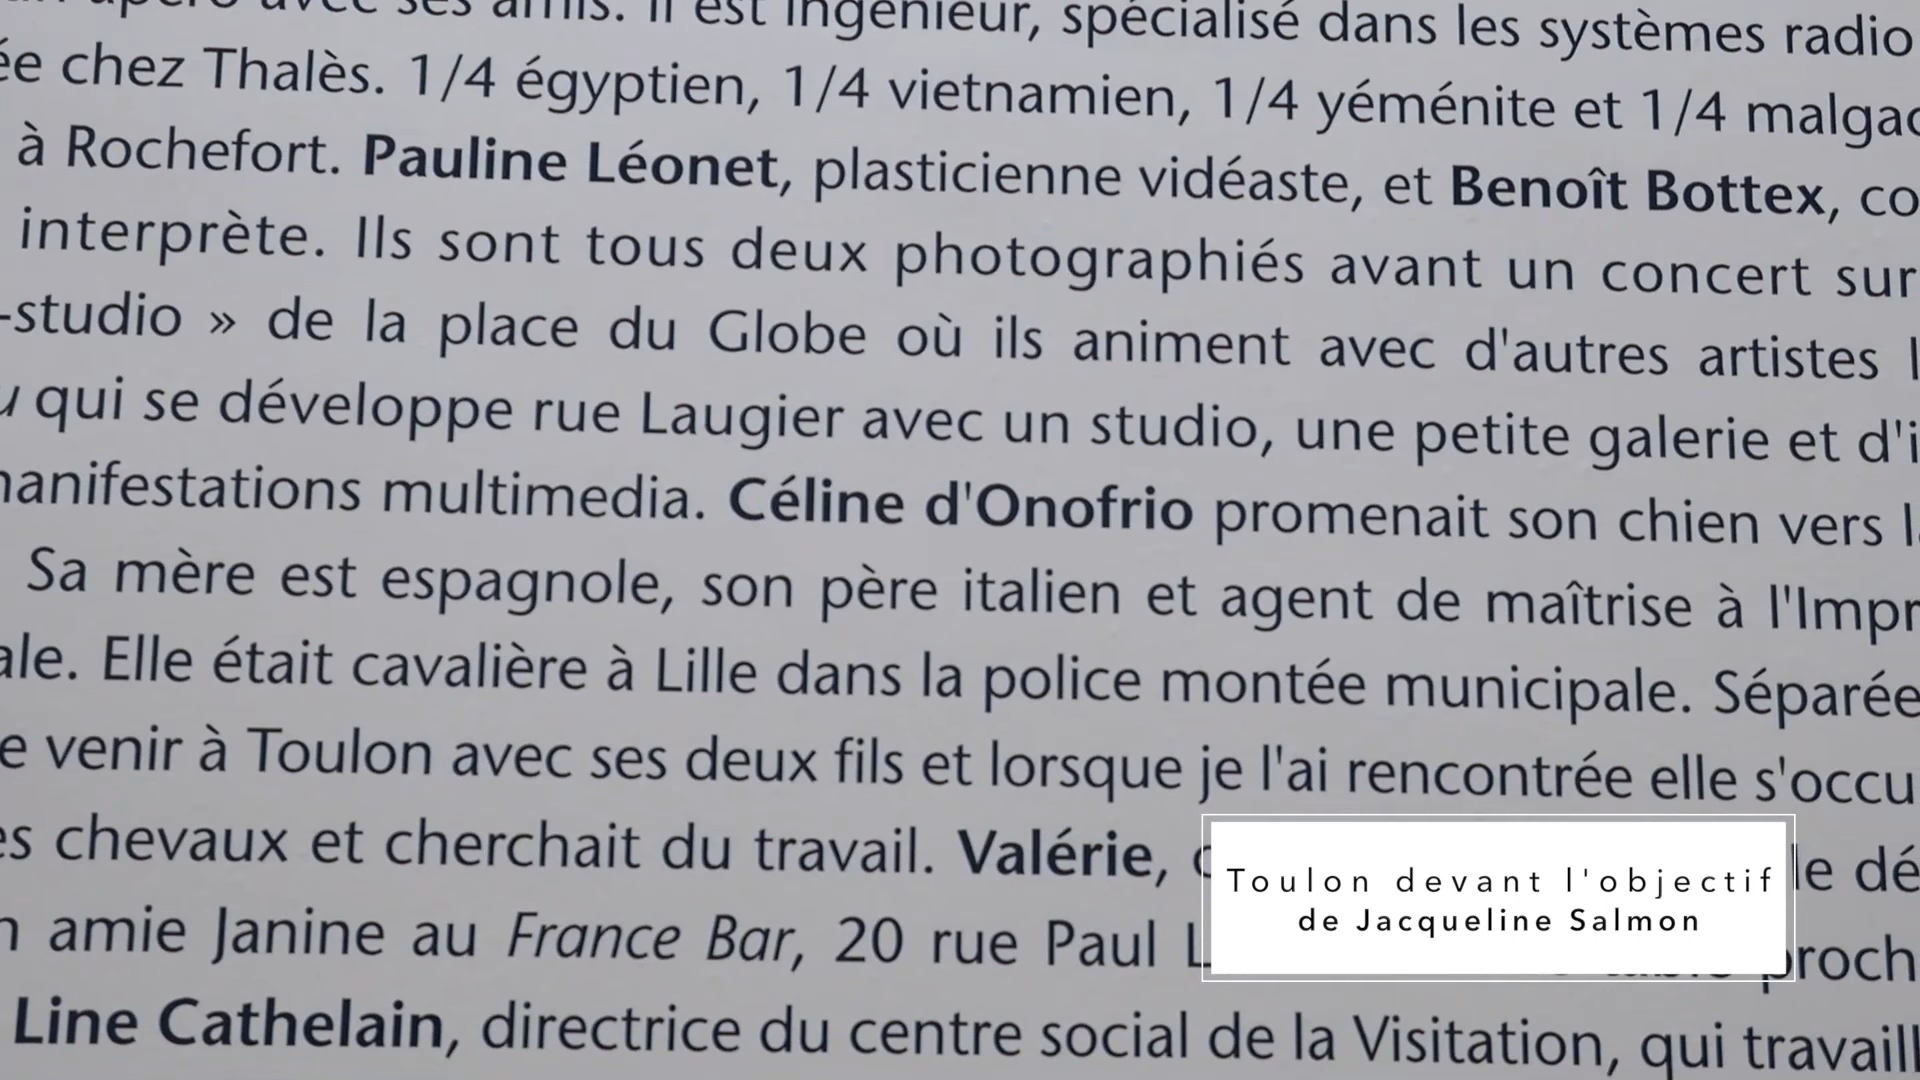 avec ses amis. Il est ingénieur, spécialisé dans les systèmes radio
ée chez Thalès. 1/4 égyptien, 1/4 vietnamien, 1/4 yéménite et 1/4 malgac
à Rochefort. Pauline Léonet, plasticienne vidéaste, et Benoît Bottex, co
interprète. Ils sont tous deux photographiés avant un concert sur
-studio » de la place du Globe où ils animent avec d'autres artistes l
u qui se développe rue Laugier avec un studio, une petite galerie et d'i
manifestations multimedia. Céline d'Onofrio promenait son chien vers l
Sa mère est espagnole, son père italien et agent de maîtrise à l'Impr
ale. Elle était cavalière à Lille dans la police montée municipale. Séparée
e venir à Toulon avec ses deux fils et lorsque je l'ai rencontrée elle s'occu
es chevaux et cherchait du travail. Valérie, le dé
n amie Janine au France Bar, 20 rue Paul L proch
Line Cathelain, directrice du centre social de la Visitation, qui travaill
Toulon devant l'objectif
de Jacqueline Salmon